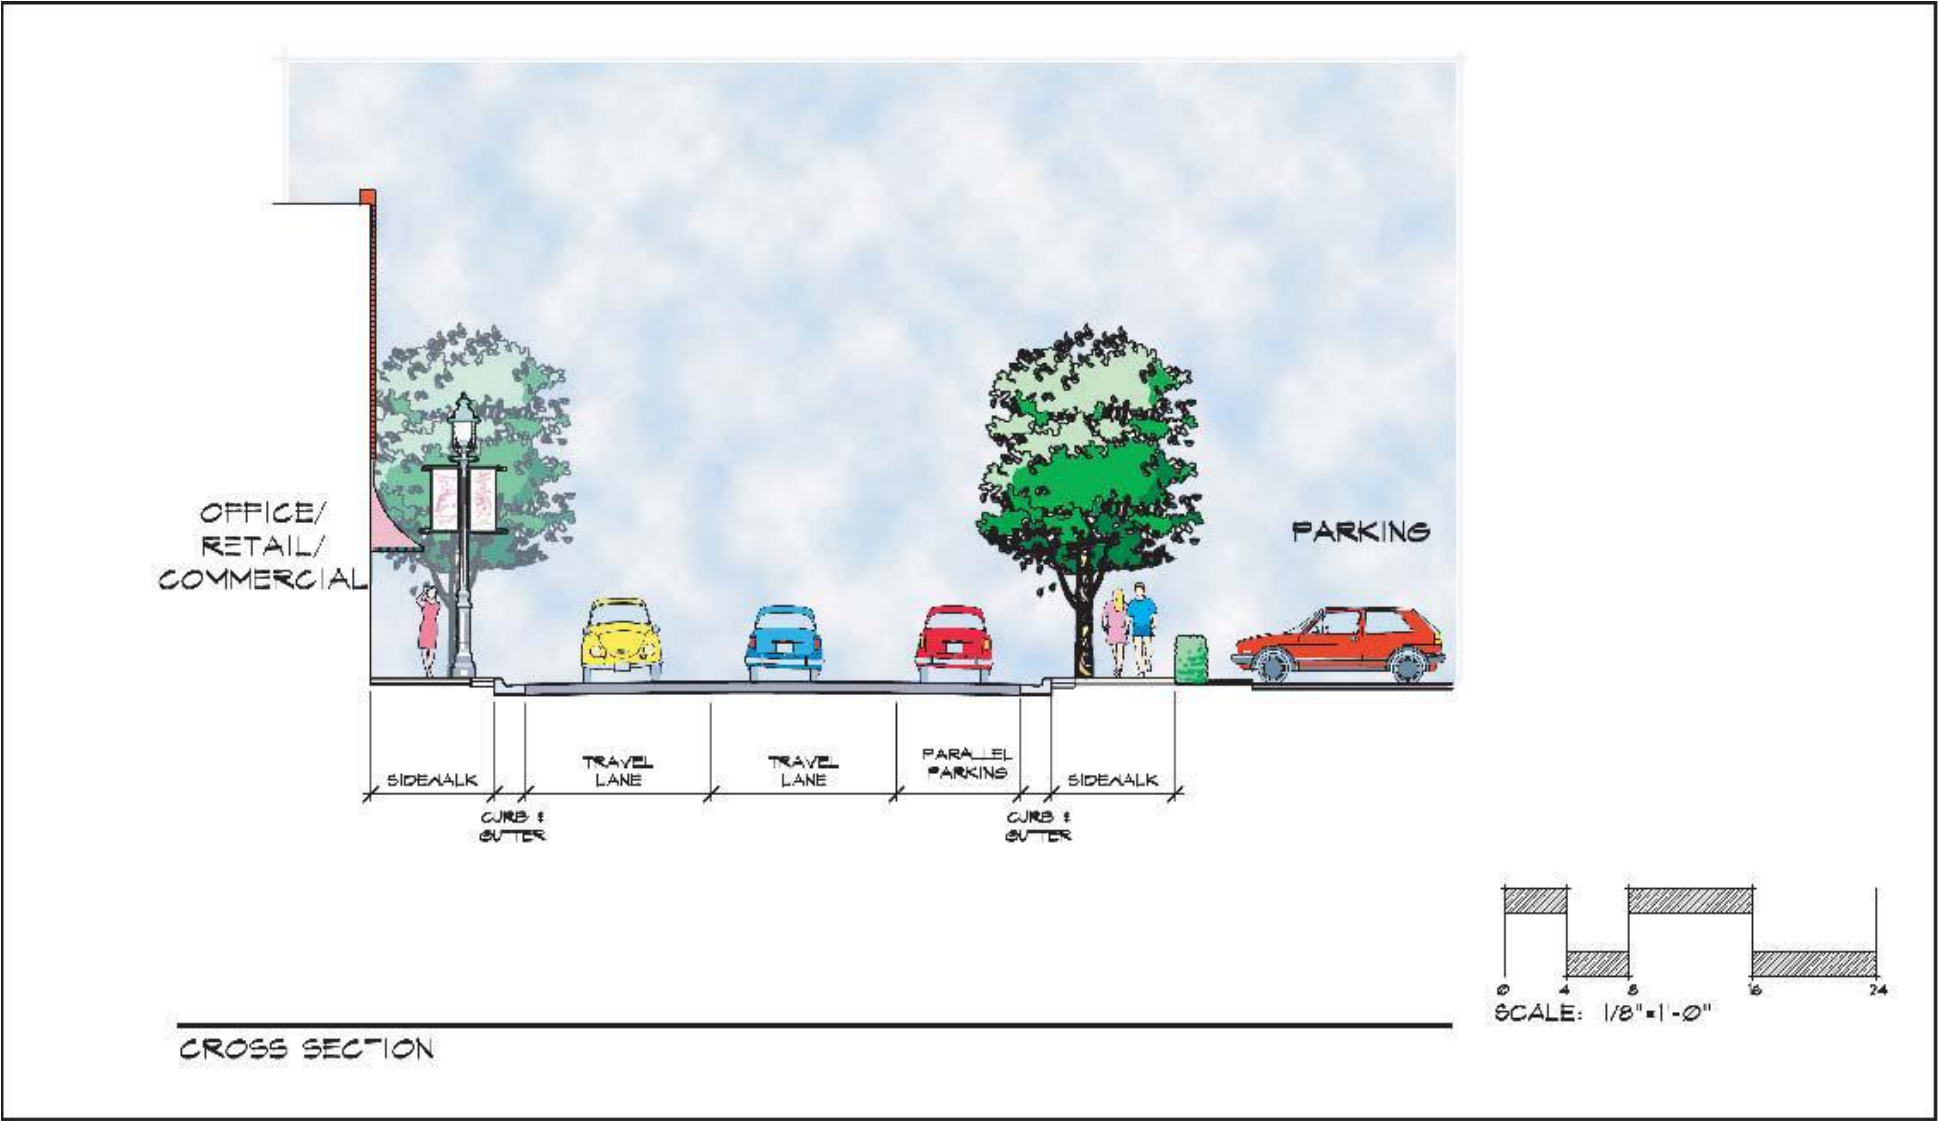 OFFICE/
RETAIL/
COMMERCIAL
PARKING
SIDEWALK
TRAVEL
LANE
TRAVEL
LANE
PARALLEL
PARKING
SIDEWALK
CURB &
GUTTER
CURB &
GUTTER
0 4 8 16 24
SCALE: 1/8"=1'-0"
CROSS SECTION